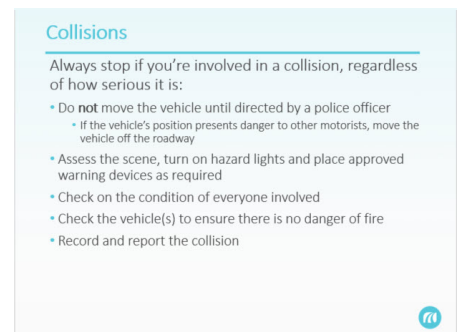 Collisions
Always stop if you're involved in a collision, regardless
of how serious it is:
• Do not move the vehicle until directed by a police officer
• If the vehicle's position presents danger to other motorists, move the
vehicle off the roadway
• Assess the scene, turn on hazard lights and place approved
warning devices as required
• Check on the condition of everyone involved
• Check the vehicle(s) to ensure there is no danger of fire
• Record and report the collision